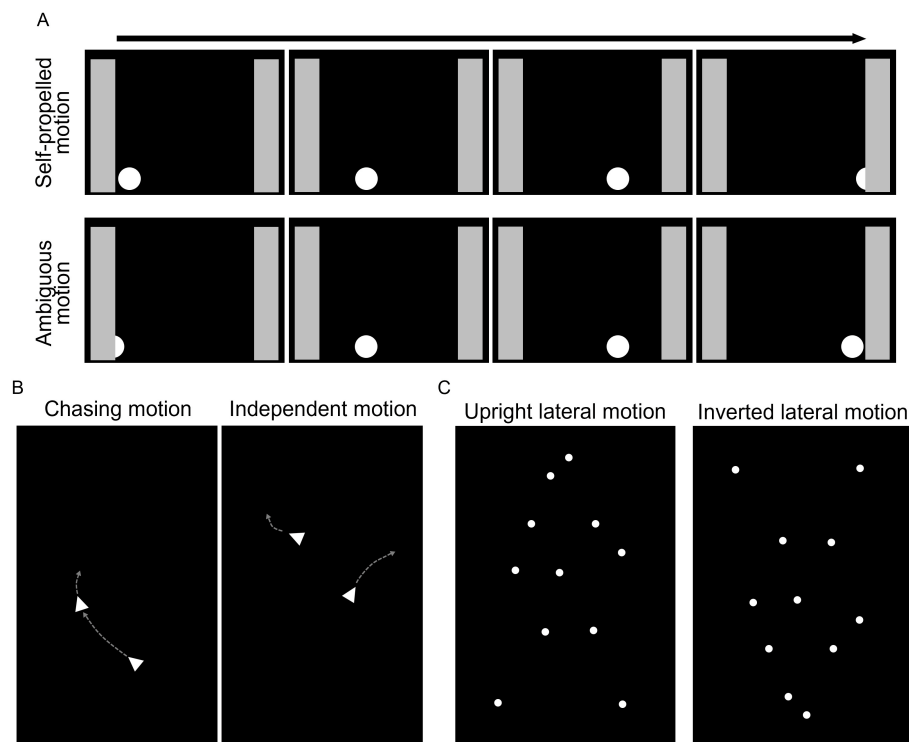 A
Self-propelled
motion
Ambiguous
motion
B
Chasing motion
Independent motion
C
Upright lateral motion
Inverted lateral motion